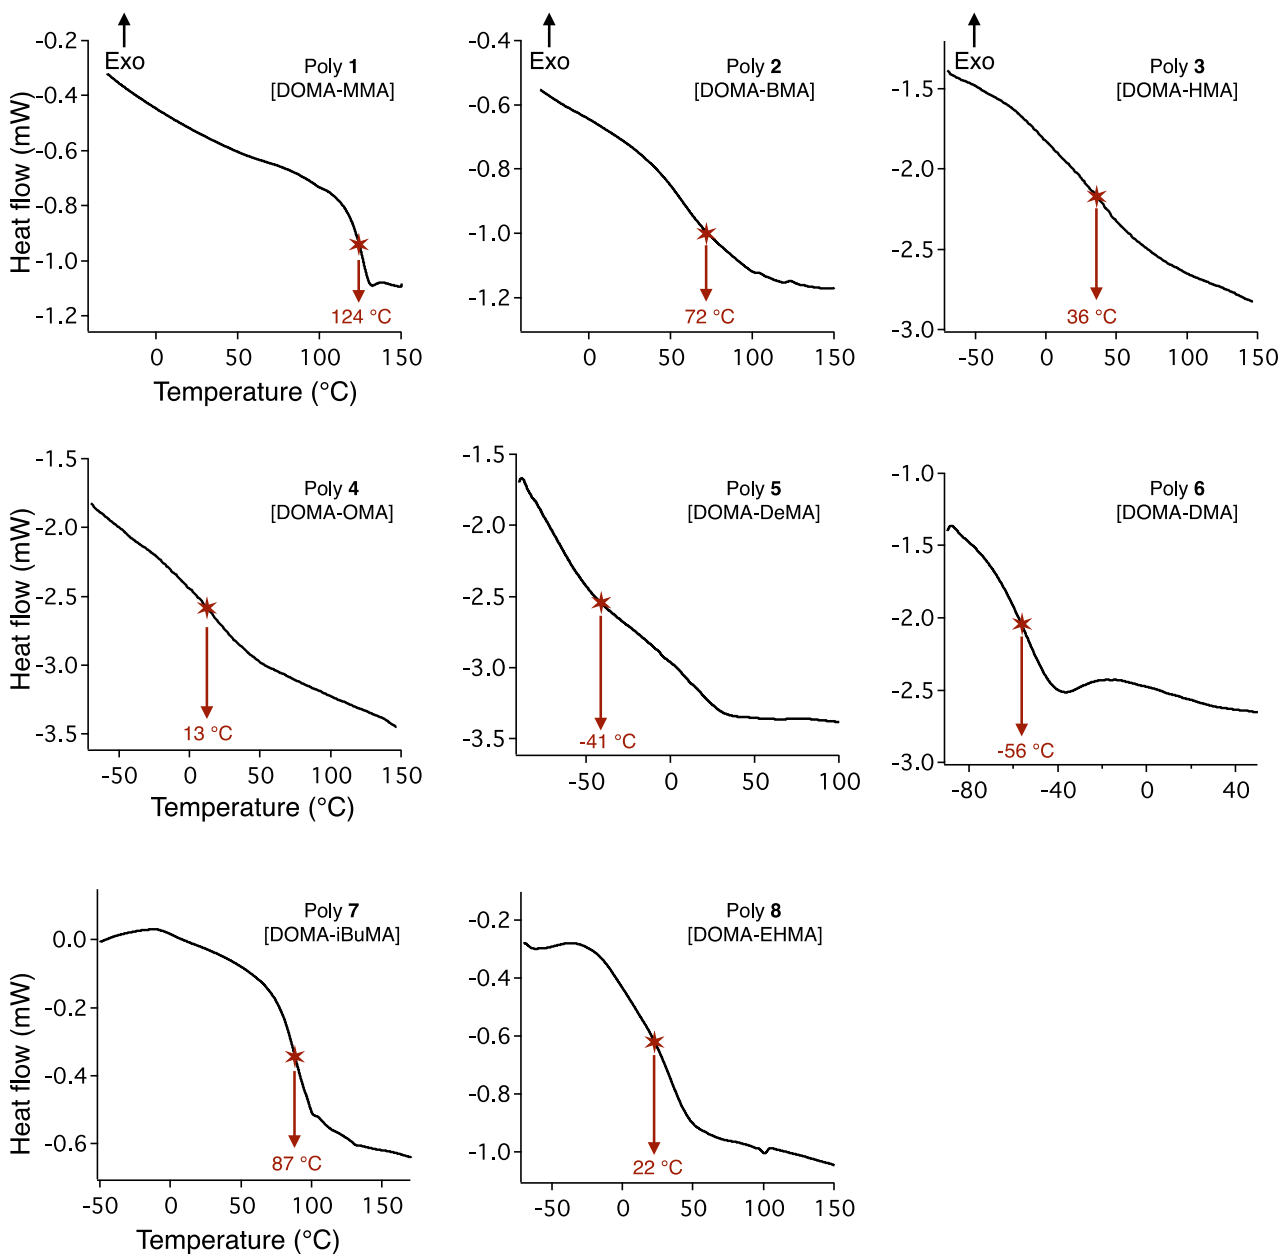 Exo
Poly 1
[DOMA-MMA]
Heat flow (mW)
-0.2
-0.4
-0.6
-0.8
-1.0
-1.2
124 °C
0
50
100
150
Temperature (°C)
Exo
Poly 2
[DOMA-BMA]
-0.4
-0.6
-0.8
-1.0
-1.2
72 °C
0
50
100
150
Exo
Poly 3
[DOMA-HMA]
-1.5
-2.0
-2.5
-3.0
36 °C
-50
0
50
100
150
Poly 4
[DOMA-OMA]
Heat flow (mW)
-1.5
-2.0
-2.5
-3.0
-3.5
13 °C
-50
0
50
100
150
Temperature (°C)
Poly 5
[DOMA-DeMA]
-1.5
-2.0
-2.5
-3.0
-3.5
-41 °C
-50
0
50
100
Poly 6
[DOMA-DMA]
-1.0
-1.5
-2.0
-2.5
-3.0
-56 °C
-80
-40
0
40
Poly 7
[DOMA-iBuMA]
Heat flow (mW)
0.0
-0.2
-0.4
-0.6
87 °C
-50
0
50
100
150
Temperature (°C)
Poly 8
[DOMA-EHMA]
-0.2
-0.4
-0.6
-0.8
-1.0
22 °C
-50
0
50
100
150